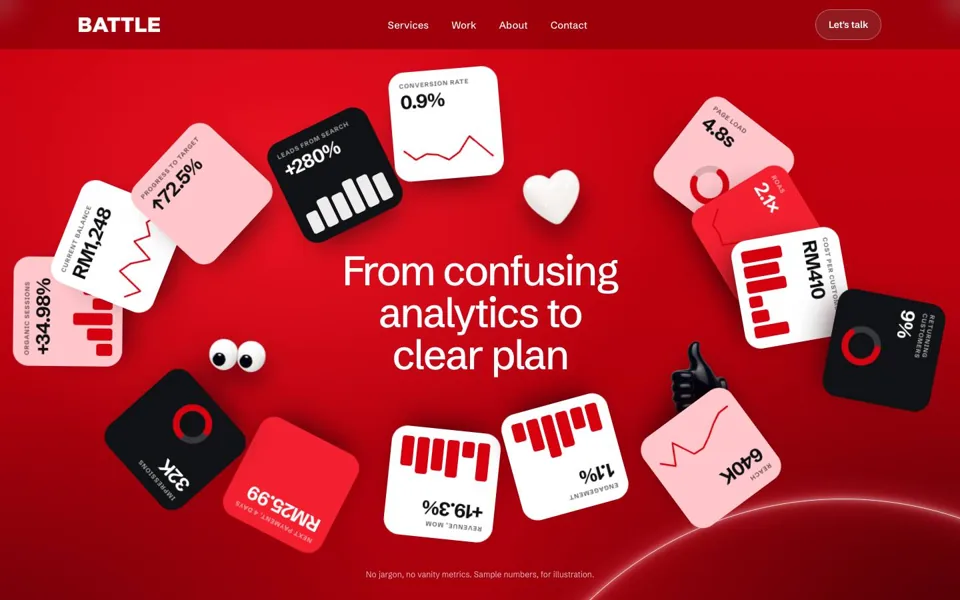 BATTLE
Services
Work
About
Contact
Let's talk
CONVERSION RATE
0.9%
LEADS FROM SEARCH
+280%
PROGRESS TO TARGET
↑72.5%
CURRENT BALANCE
RM1,248
ORGANIC SESSIONS
+34.98%
PAGE LOAD
4.8s
ROAS
2.1x
COST PER
RM410
RETURNING
CUSTOMERS
9%
From confusing
analytics to
clear plan
IMPRESSIONS
32K
NEXT PAYMENT, 4 DAYS
RM25.99
REVENUE, MOM
+19.3%
ENGAGEMENT
1.1%
REACH
640K
No jargon, no vanity metrics. Sample numbers, for illustration.